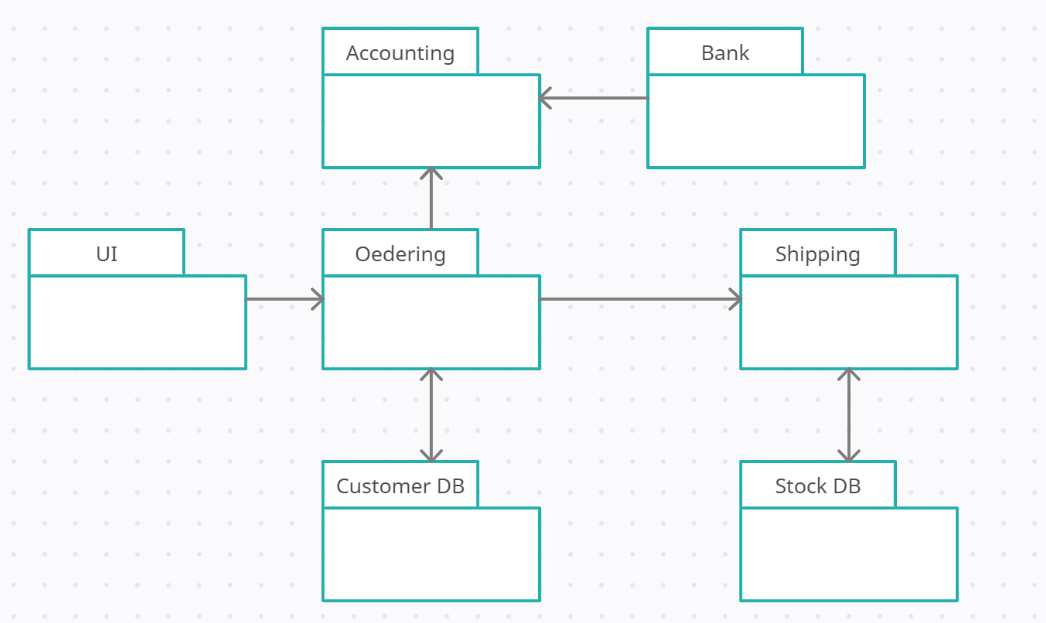 Accounting
Bank
UI
Oedering
Shipping
Customer DB
Stock DB